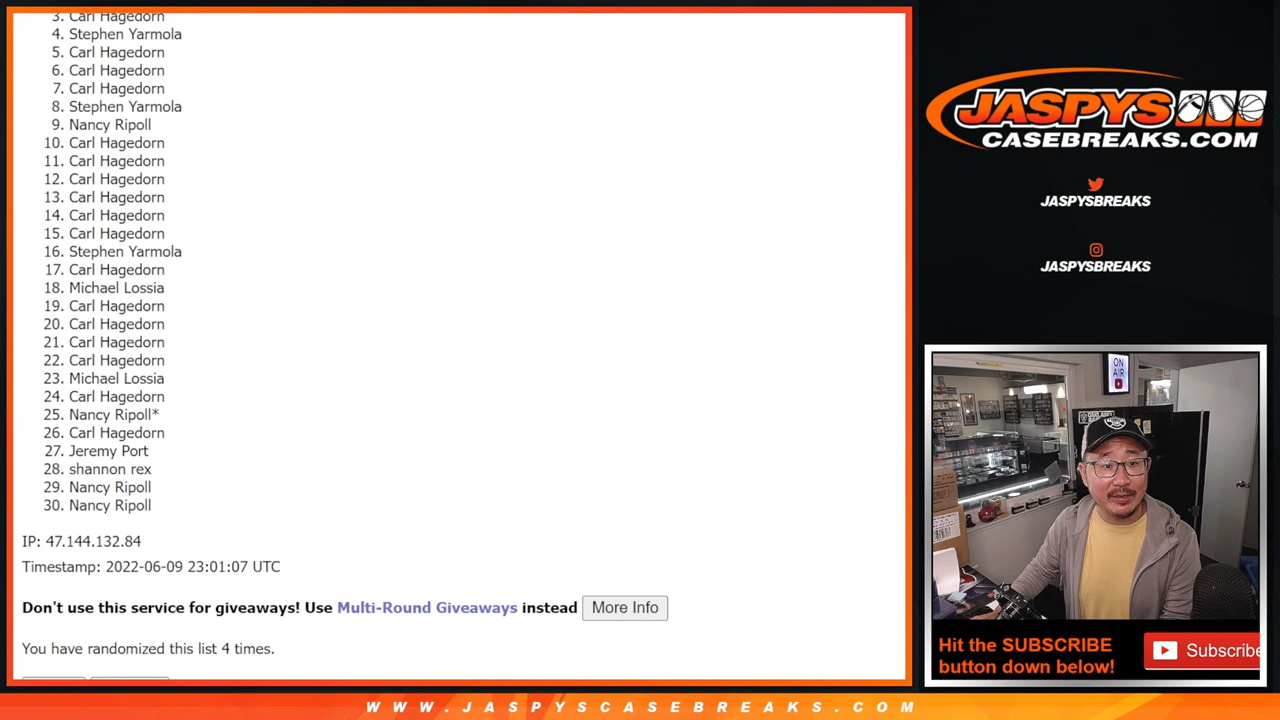 3. Carl Hagedorn
4. Stephen Yarmola
5. Carl Hagedorn
6. Carl Hagedorn
7. Carl Hagedorn
8. Stephen Yarmola
9. Nancy Ripoll
10. Carl Hagedorn
11. Carl Hagedorn
12. Carl Hagedorn
13. Carl Hagedorn
14. Carl Hagedorn
15. Carl Hagedorn
16. Stephen Yarmola
17. Carl Hagedorn
18. Michael Lossia
19. Carl Hagedorn
20. Carl Hagedorn
21. Carl Hagedorn
22. Carl Hagedorn
23. Michael Lossia
24. Carl Hagedorn
25. Nancy Ripoll*
26. Carl Hagedorn
27. Jeremy Port
28. shannon rex
29. Nancy Ripoll
30. Nancy Ripoll
IP: 47.144.132.84
Timestamp: 2022-06-09 23:01:07 UTC
Don't use this service for giveaways! Use Multi-Round Giveaways instead More Info
You have randomized this list 4 times.
JASPYS
CASEBREAKS.COM
JASPYSBREAKS
JASPYSBREAKS
ON
AIR
Hit the SUBSCRIBE
button down below!
Subscribe
WWW.JASPYSCASEBREAKS.COM